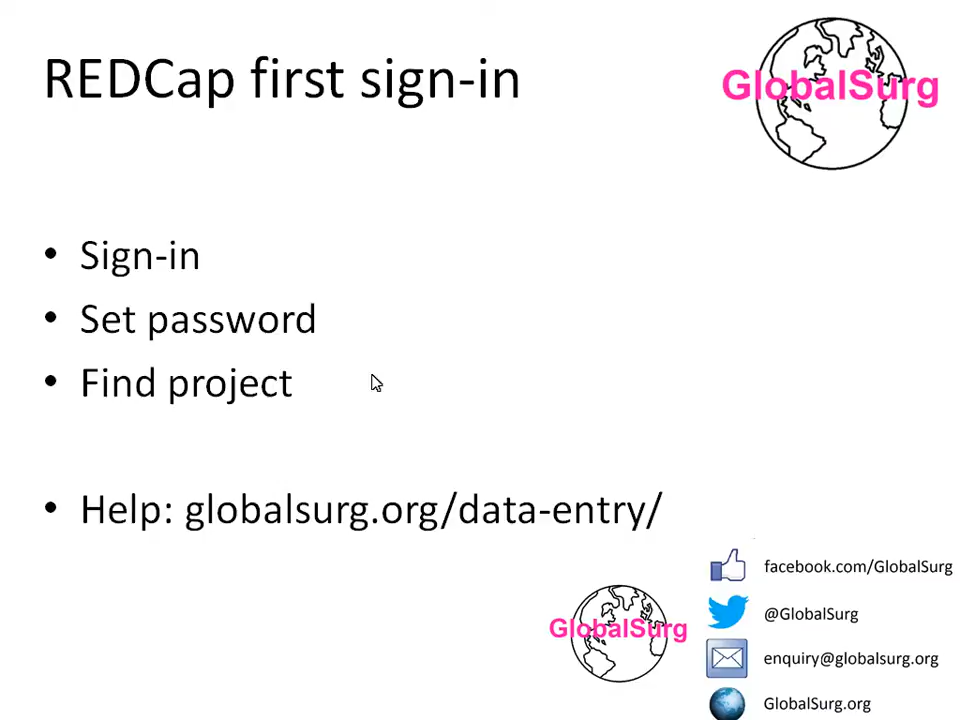 REDCap first sign-in
GlobalSurg
• Sign-in
• Set password
• Find project
• Help: globalsurg.org/data-entry/
facebook.com/GlobalSurg
@GlobalSurg
GlobalSurg
enquiry@globalsurg.org
GlobalSurg.org